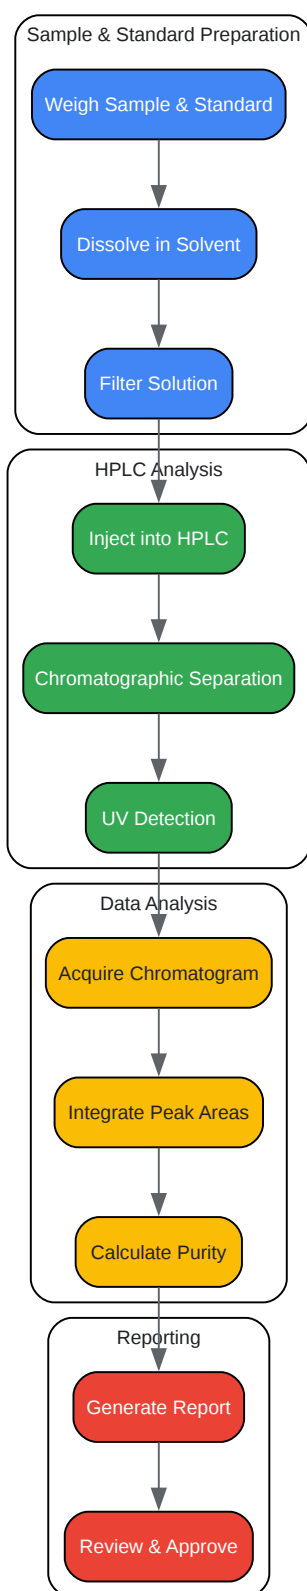 Sample & Standard Preparation
Weigh Sample & Standard
Dissolve in Solvent
Filter Solution
HPLC Analysis
Inject into HPLC
Chromatographic Separation
UV Detection
Data Analysis
Acquire Chromatogram
Integrate Peak Areas
Calculate Purity
Reporting
Generate Report
Review & Approve